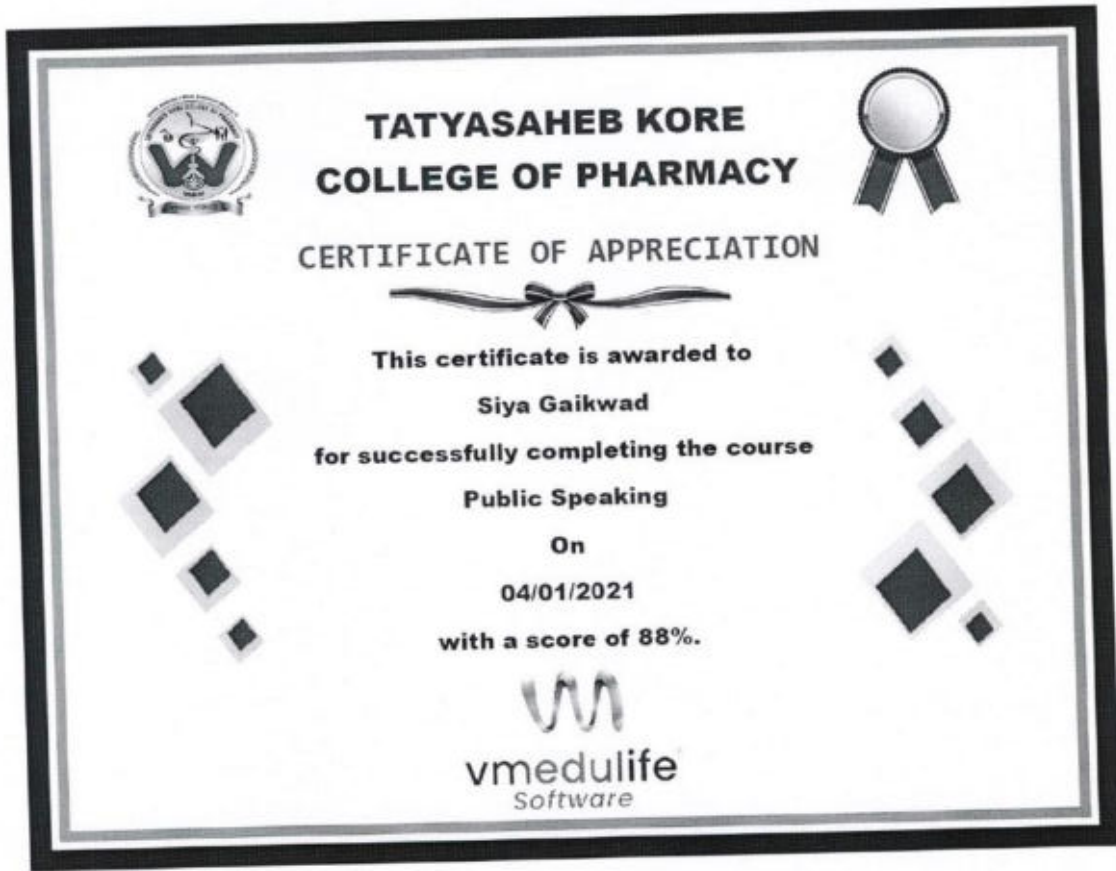 TATYASAHEB KORE
COLLEGE OF PHARMACY
CERTIFICATE OF APPRECIATION
This certificate is awarded to
Siya Gaikwad
for successfully completing the course
Public Speaking
On
04/01/2021
with a score of 88%.
vmedulife
Software